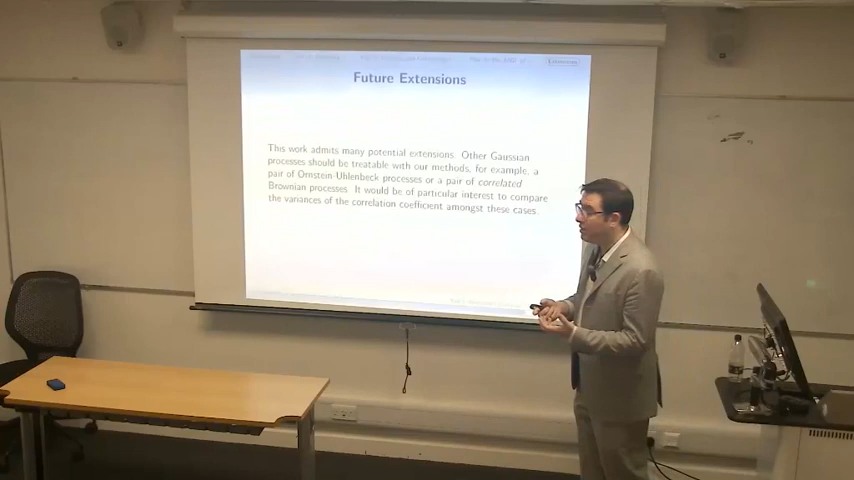 Future Extensions
This work admits many potential extensions. Other Gaussian
processes should be treatable with our methods, for example, a
pair of Ornstein-Uhlenbeck processes or a pair of correlated
Brownian processes. It would be of particular interest to compare
the variances of the correlation coefficient amongst these cases.